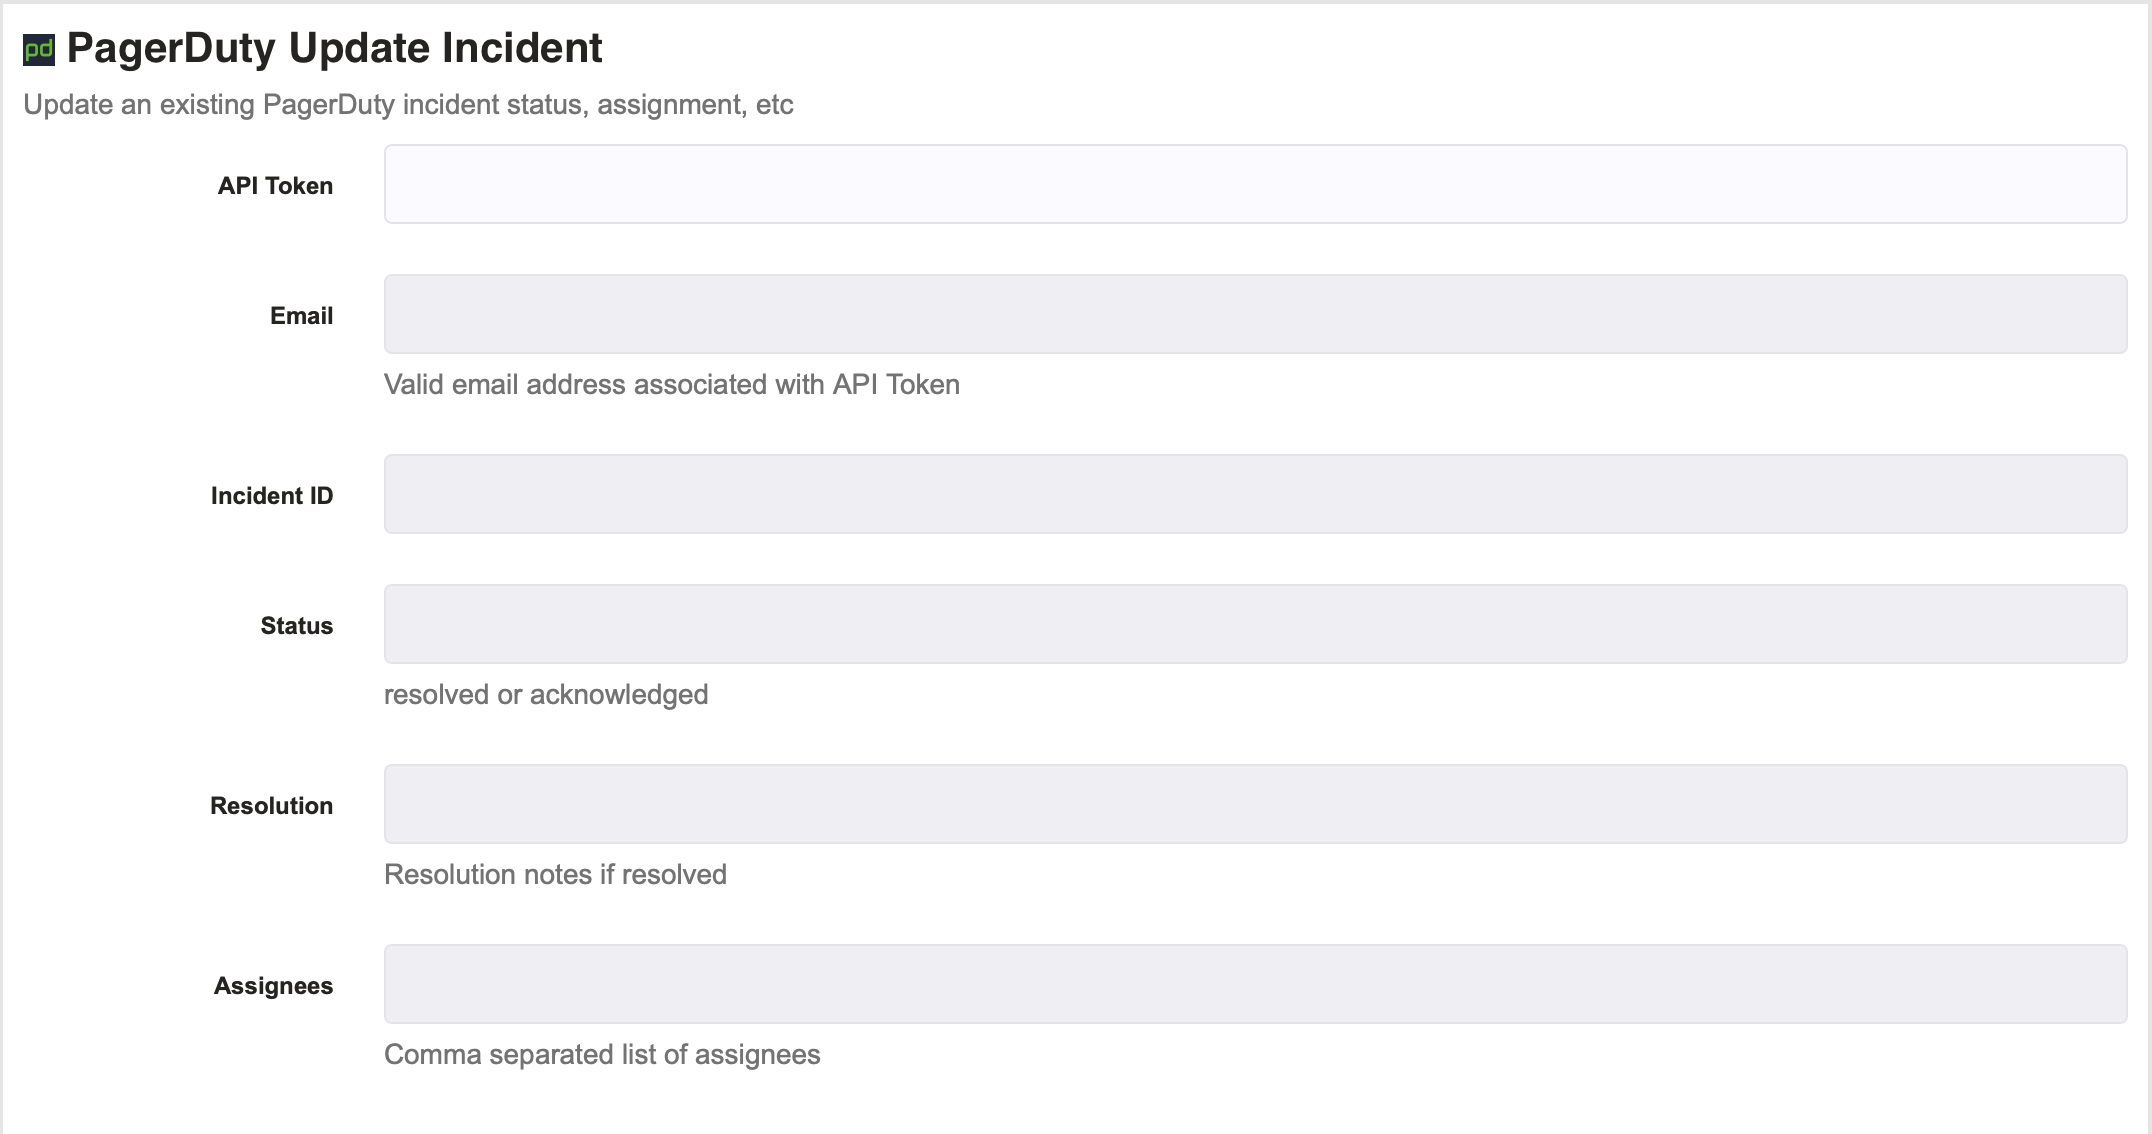 pd PagerDuty Update Incident
Update an existing PagerDuty incident status, assignment, etc
API Token
Email
Valid email address associated with API Token
Incident ID
Status
resolved or acknowledged
Resolution
Resolution notes if resolved
Assignees
Comma separated list of assignees